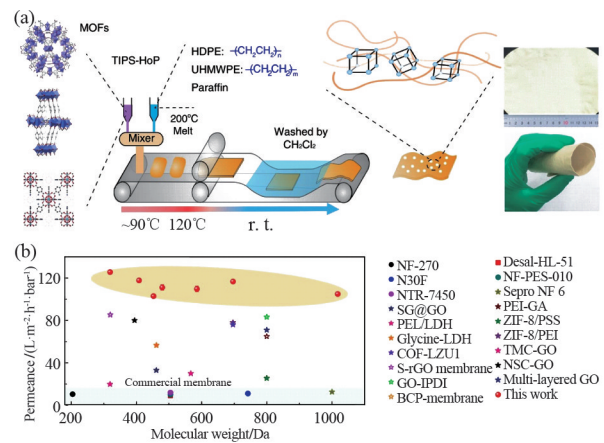 (a)
MOFs
TIPS-HoP
HDPE: -(CH₂CH₂)n
UHMWPE: -(CH₂CH₂)m
Paraffin
200℃
Melt
Mixer
Washed by
CH₂Cl₂
~90℃ 120℃ r. t.
(b)
Permeance /(L·m⁻²·h⁻¹·bar⁻¹)
120
80
40
0
Commercial membrane
200 400 600 800 1000
Molecular weight/Da
NF-270
N30F
NTR-7450
SG@GO
PEI/LDH
Glycine-LDH
COF-LZU1
S-rGO membrane
GO-IPDI
BCP-membrane
Desal-HL-51
NF-PES-010
Sepro NF 6
PEI-GA
ZIF-8/PSS
ZIF-8/PEI
TMC-GO
NSC-GO
Multi-layered GO
This work